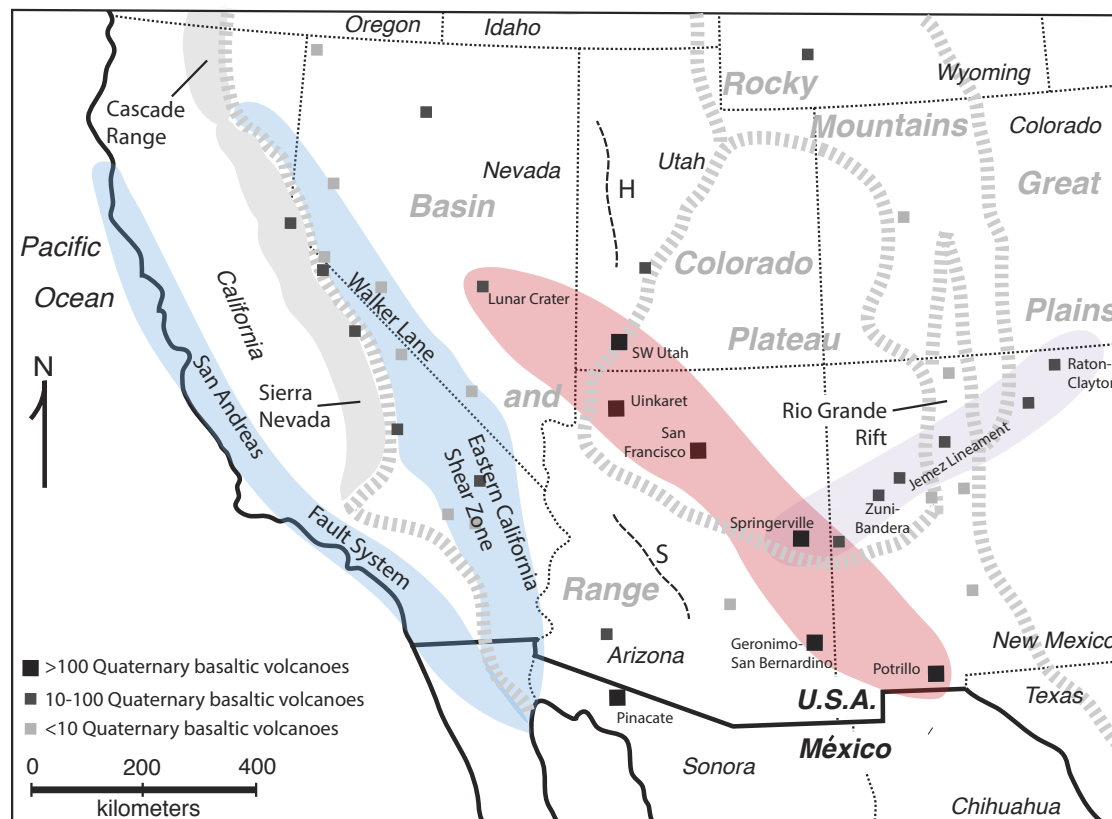 Oregon
Idaho
Wyoming
Rocky
Cascade
Range
Mountains
Colorado
Nevada
Utah
H
Great
Basin
Pacific
Ocean
Colorado
California
Walker Lane
Lunar Crater
Plains
SW Utah
Plateau
San Andreas
N
Sierra
Nevada
and
Uinkaret
San
Francisco
Rio Grande
Rift
Raton-
Clayton
Jemez Lineament
Eastern California
Shear Zone
Zuni-
Bandera
Springerville
Fault System
S
Range
>100 Quaternary basaltic volcanoes
10-100 Quaternary basaltic volcanoes
<10 Quaternary basaltic volcanoes
Arizona
Geronimo-
San Bernardino
New Mexico
Potrillo
Texas
Pinacate
U.S.A.
México
Sonora
Chihuahua
0
200
400
kilometers